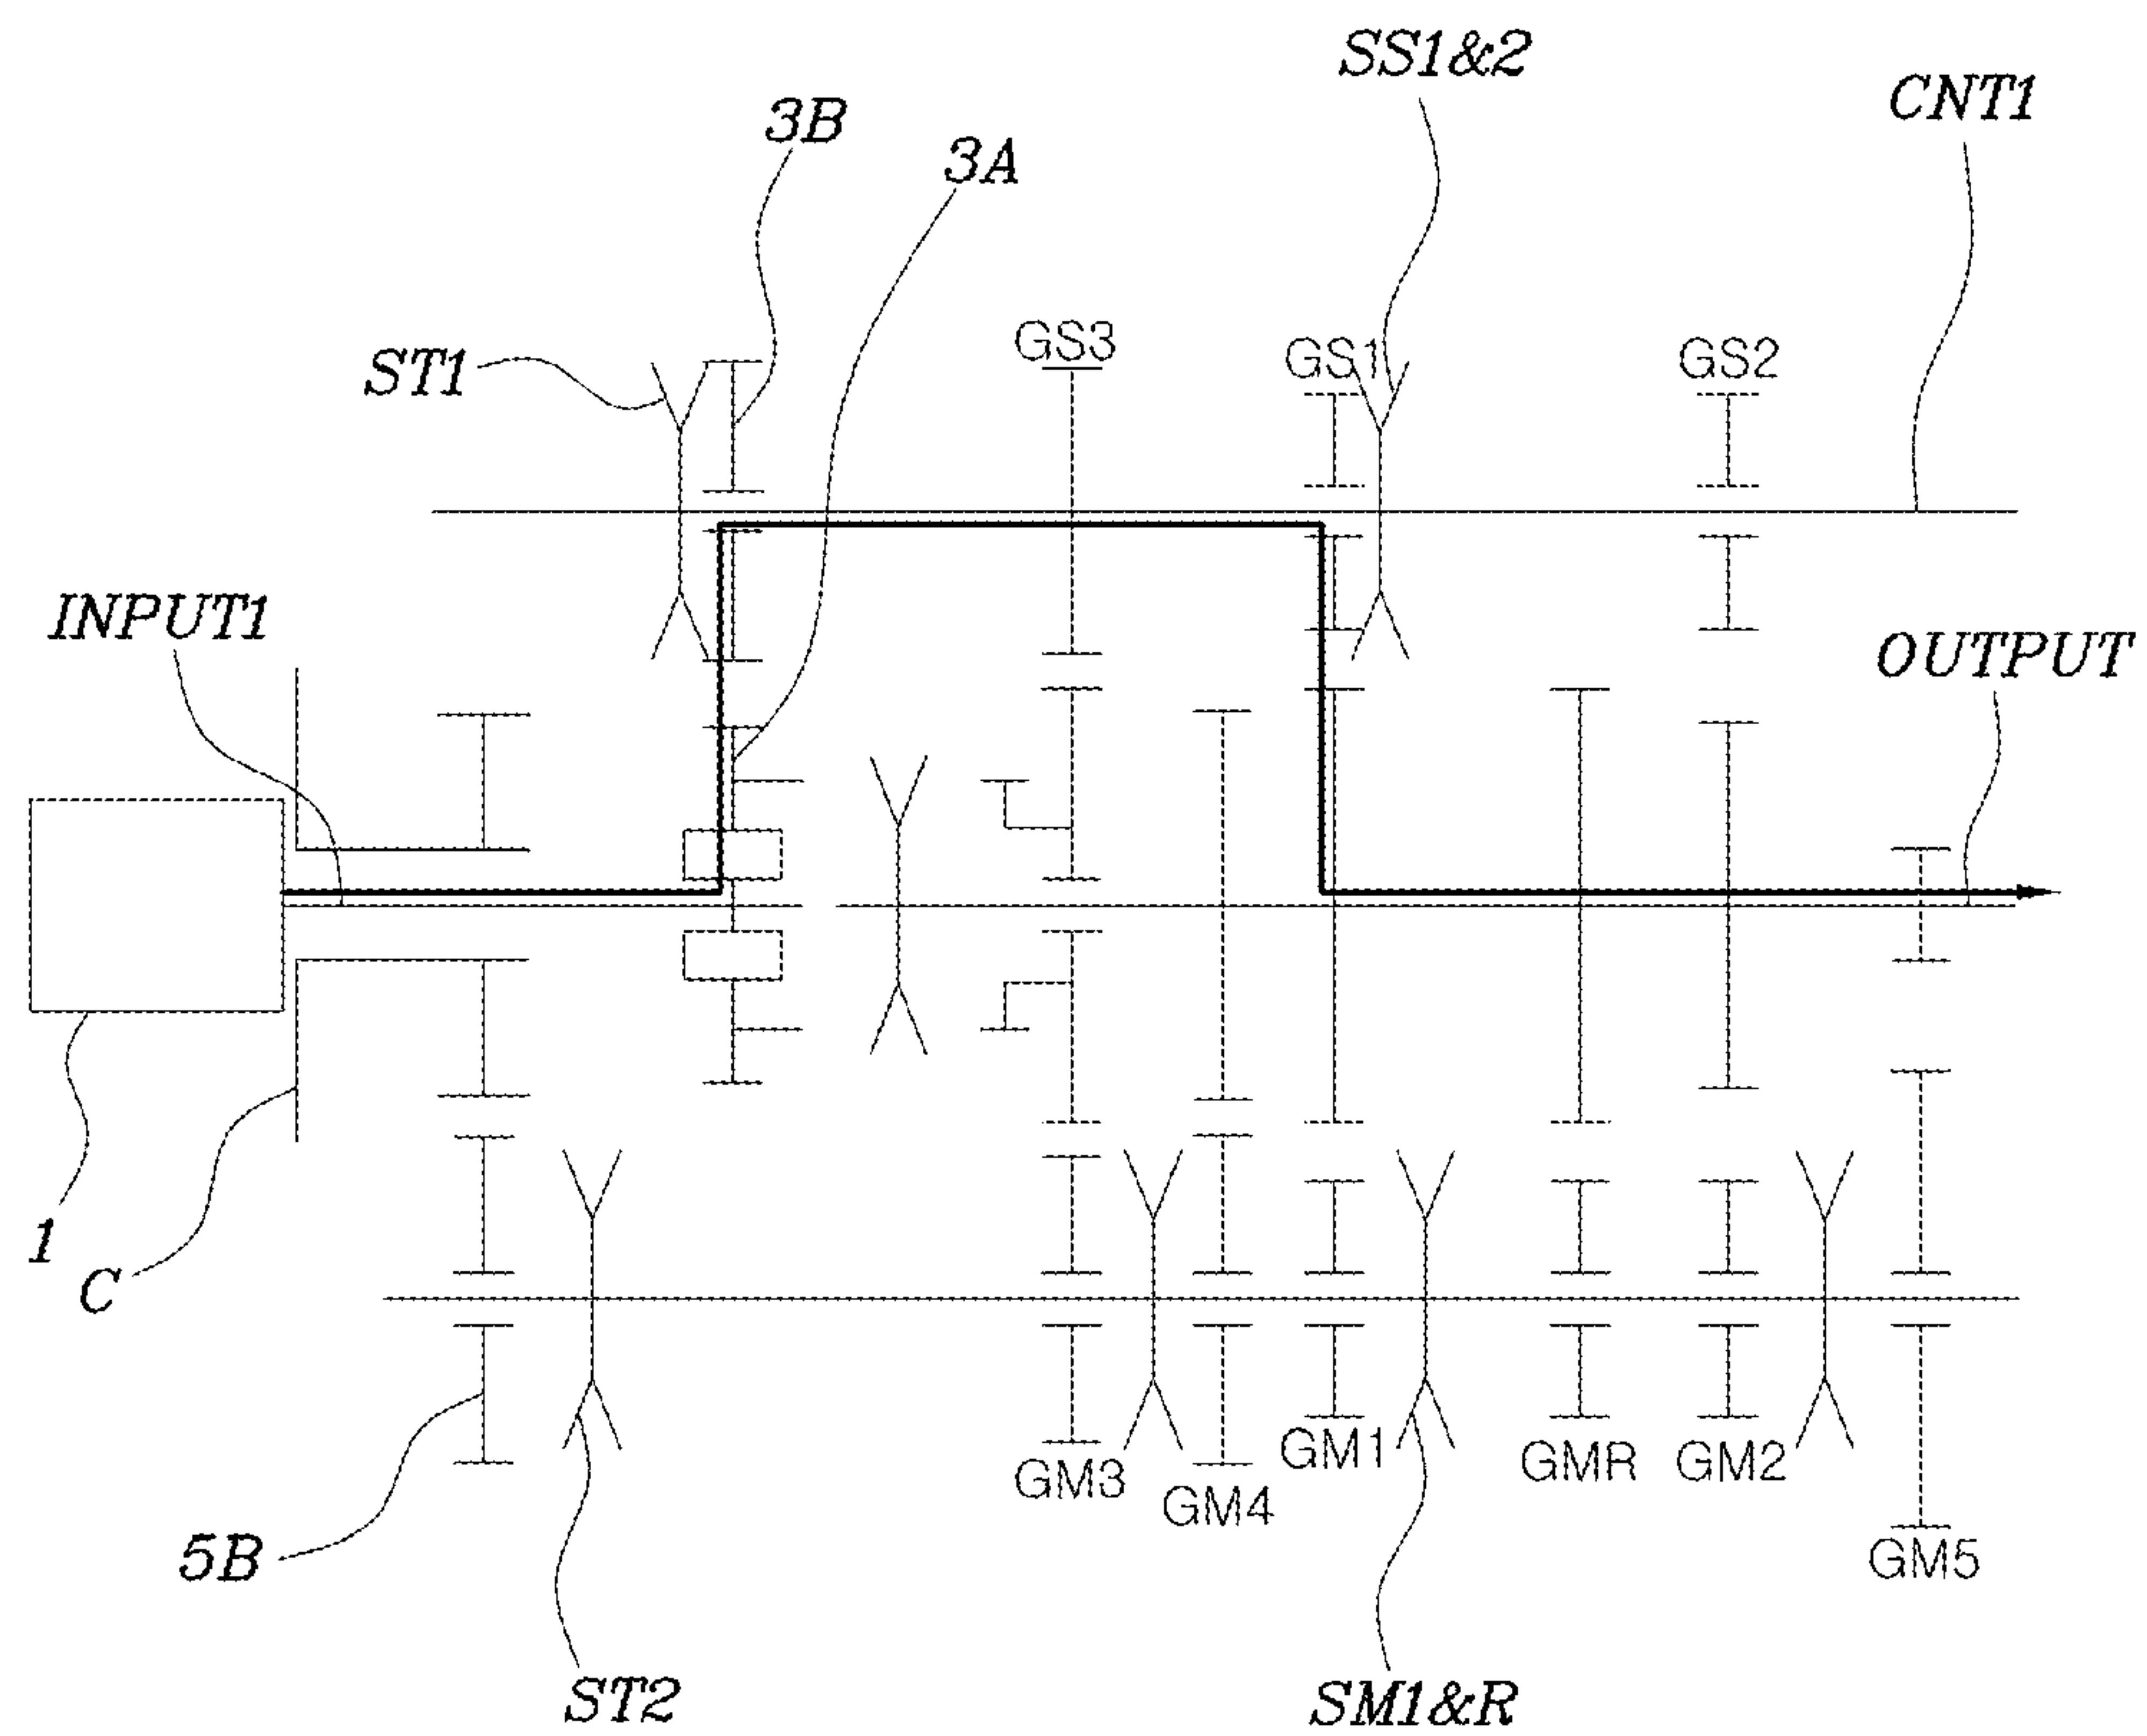 SS1&2
CNT1
3B
3A
GS3
GS1
GS2
ST1
INPUT1
OUTPUT
1
C
GM3
GM4
GM1
GMR
GM2
GM5
5B
ST2
SM1&R